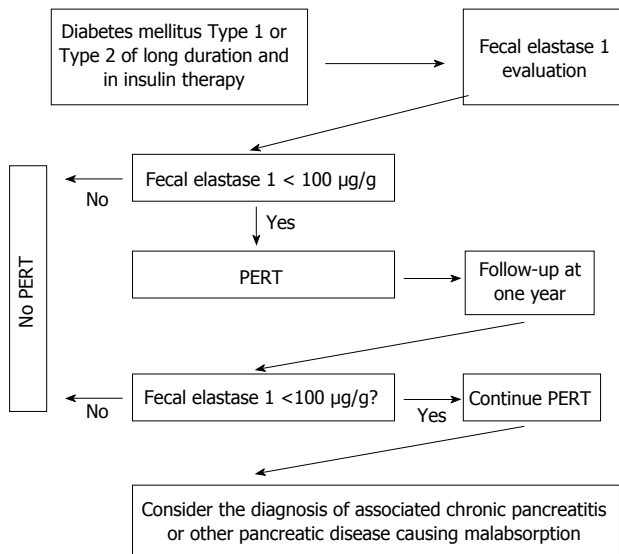 Diabetes mellitus Type 1 or
Type 2 of long duration and
in insulin therapy
Fecal elastase 1
evaluation
Fecal elastase 1 < 100 µg/g
No
Yes
No PERT
PERT
Follow-up at
one year
Fecal elastase 1 <100 µg/g?
No
Yes
Continue PERT
Consider the diagnosis of associated chronic pancreatitis
or other pancreatic disease causing malabsorption